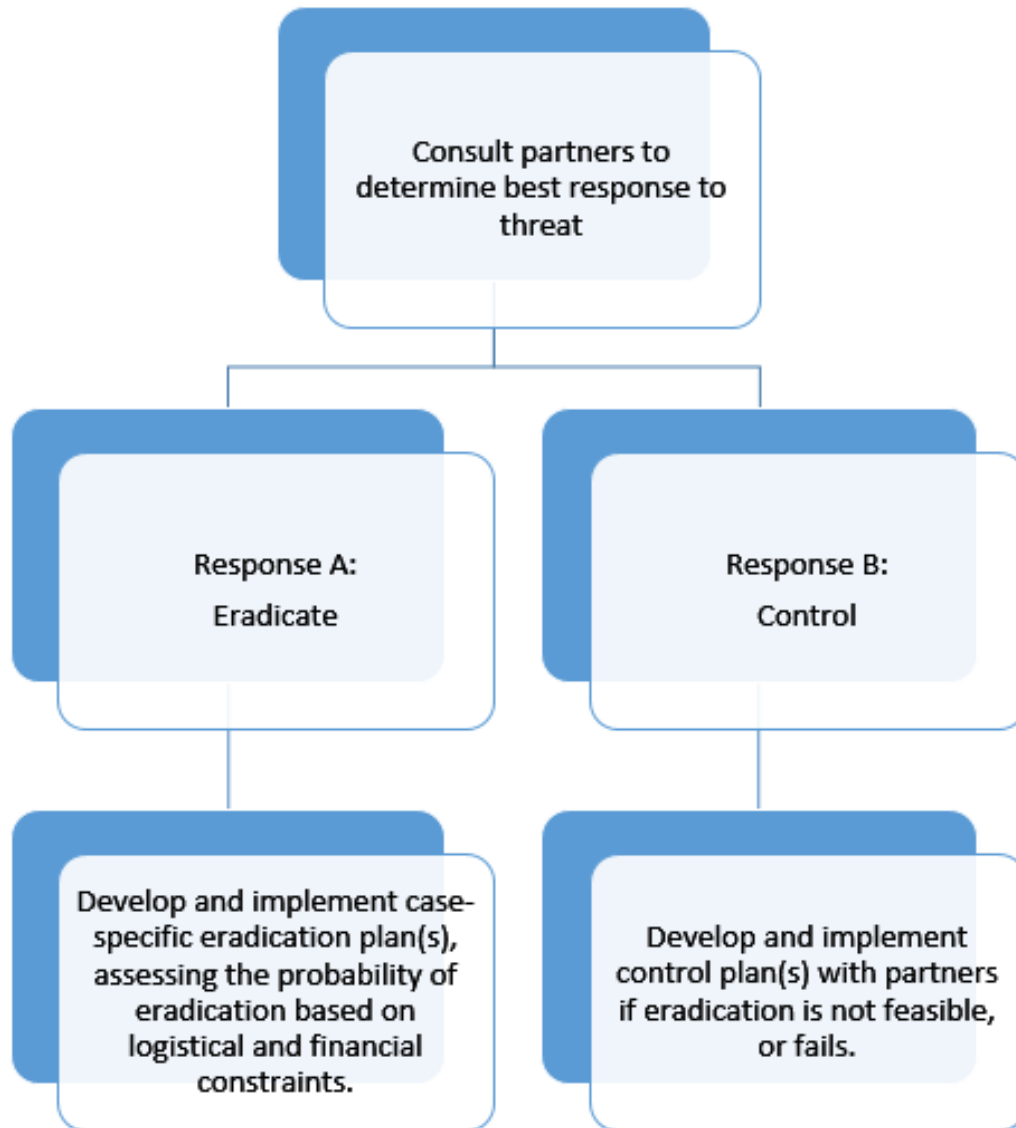 Consult partners to
determine best response to
threat
Response A:
Eradicate
Response B:
Control
Develop and implement case-
specific eradication plan(s),
assessing the probability of
eradication based on
logistical and financial
constraints.
Develop and implement
control plan(s) with partners
if eradication is not feasible,
or fails.